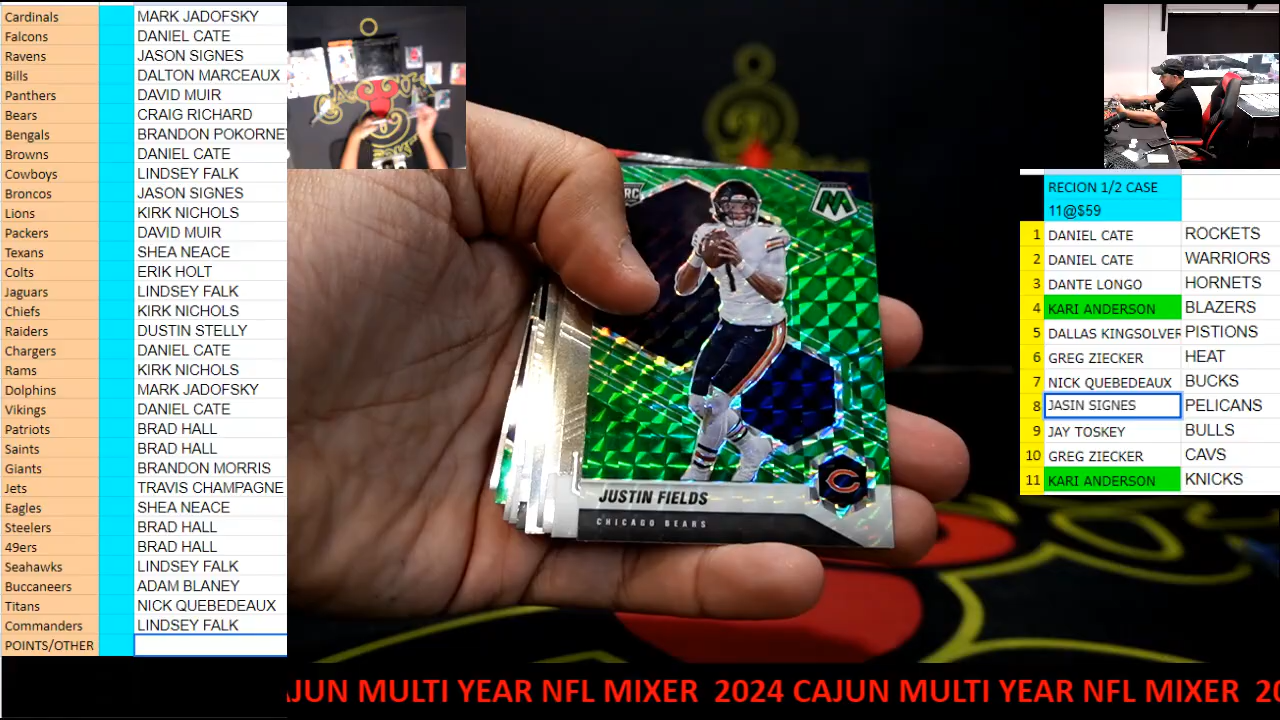 Cardinals MARK JADOFSKY
Falcons DANIEL CATE
Ravens JASON SIGNES
Bills DALTON MARCEAUX
Panthers DAVID MUIR
Bears CRAIG RICHARD
Bengals BRANDON POKORNEY
Browns DANIEL CATE
Cowboys LINDSEY FALK
Broncos JASON SIGNES
Lions KIRK NICHOLS
Packers DAVID MUIR
Texans SHEA NEACE
Colts ERIK HOLT
Jaguars LINDSEY FALK
Chiefs KIRK NICHOLS
Raiders DUSTIN STELLY
Chargers DANIEL CATE
Rams KIRK NICHOLS
Dolphins MARK JADOFSKY
Vikings DANIEL CATE
Patriots BRAD HALL
Saints BRAD HALL
Giants BRANDON MORRIS
Jets TRAVIS CHAMPAGNE
Eagles SHEA NEACE
Steelers BRAD HALL
49ers BRAD HALL
Seahawks LINDSEY FALK
Buccaneers ADAM BLANEY
Titans NICK QUEBEDEAUX
Commanders LINDSEY FALK
POINTS/OTHER
RC
JUSTIN FIELDS
CHICAGO BEARS
RECION 1/2 CASE
11@$59
1 DANIEL CATE ROCKETS
2 DANIEL CATE WARRIORS
3 DANTE LONGO HORNETS
4 KARI ANDERSON BLAZERS
5 DALLAS KINGSOLVER PISTIONS
6 GREG ZIECKER HEAT
7 NICK QUEBEDEAUX BUCKS
8 JASIN SIGNES PELICANS
9 JAY TOSKEY BULLS
10 GREG ZIECKER CAVS
11 KARI ANDERSON KNICKS
JUN MULTI YEAR NFL MIXER 2024 CAJUN MULTI YEAR NFL MIXER 20